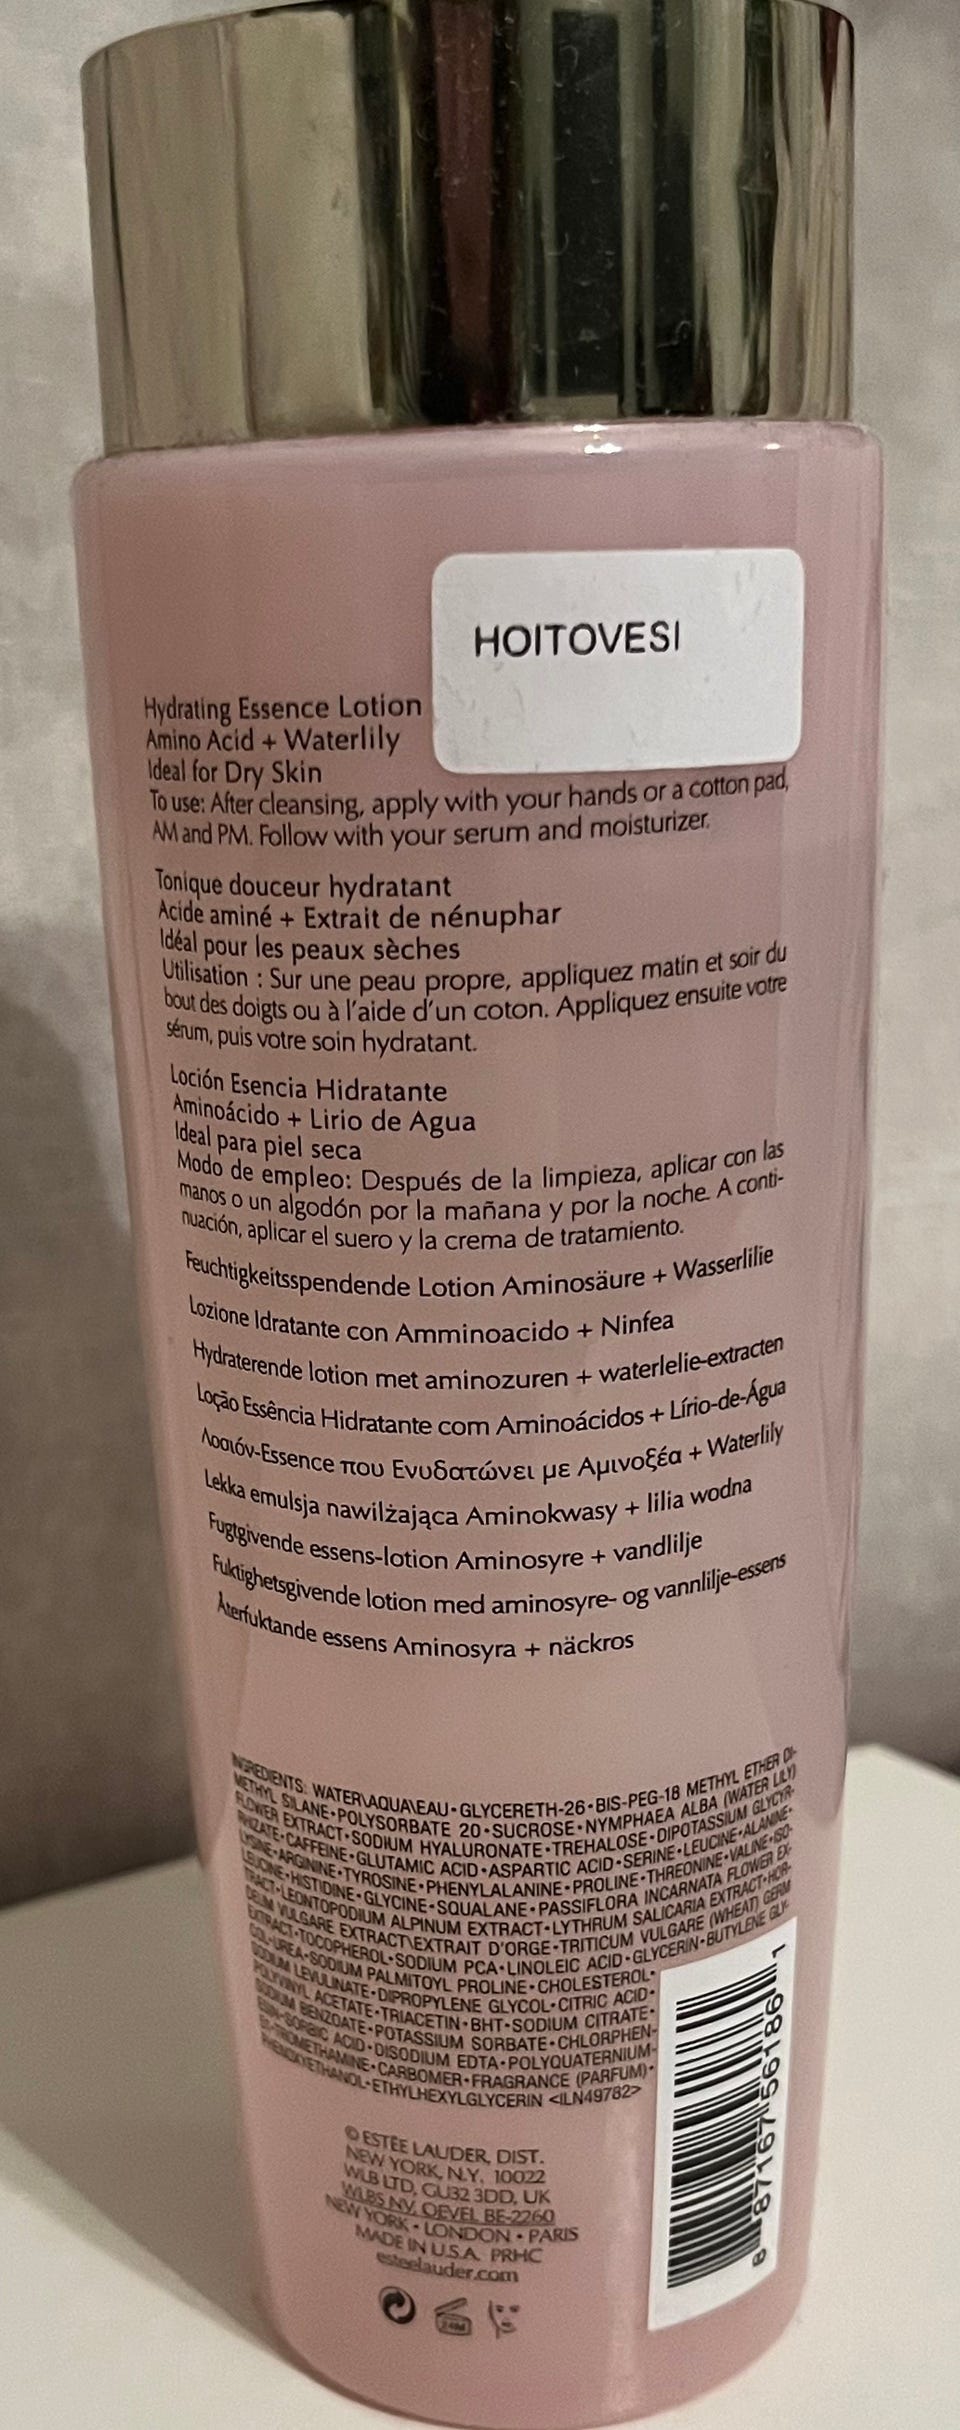 HOITOVESI
Hydrating Essence Lotion
Amino Acid + Waterlily
Ideal for Dry Skin
To use: After cleansing, apply with your hands or a cotton pad,
AM and PM. Follow with your serum and moisturizer.
Tonique douceur hydratant
Acide aminé + Extrait de nénuphar
Idéal pour les peaux sèches
Utilisation : Sur une peau propre, appliquez matin et soir du
bout des doigts ou à l'aide d'un coton. Appliquez ensuite votre
sérum, puis votre soin hydratant.
Loción Esencia Hidratante
Aminoácido + Lirio de Agua
Ideal para piel seca
Modo de empleo: Después de la limpieza, aplicar con las
manos o un algodón por la mañana y por la noche. A conti-
nuación, aplicar el suero y la crema de tratamiento.
Feuchtigkeitsspendende Lotion Aminosäure + Wasserlilie
Lozione Idratante con Amminoacido + Ninfea
Hydraterende lotion met aminozuren + waterlelie-extracten
Loção Essência Hidratante com Aminoácidos + Lírio-de-Água
Λοσιόν-Essence που Ενυδατώνει με Αμινοξέα + Waterlily
Lekka emulsja nawilżająca Aminokwasy + lilia wodna
Fugtgivende essens-lotion Aminosyre + vandlilje
Fuktighetsgivende lotion med aminosyre- og vannlilje-essens
Återfuktande essens Aminosyra + näckros
INGREDIENTS: WATER\AQUA\EAU • GLYCERETH-26 • BIS-PEG-18 METHYL ETHER DI-
METHYL SILANE • POLYSORBATE 20 • SUCROSE • NYMPHAEA ALBA (WATER LILY)
FLOWER EXTRACT • SODIUM HYALURONATE • TREHALOSE • DIPOTASSIUM GLYCYR-
RHIZATE • CAFFEINE • GLUTAMIC ACID • ASPARTIC ACID • SERINE • LEUCINE • ALANINE •
LYSINE • ARGININE • TYROSINE • PHENYLALANINE • PROLINE • THREONINE • VALINE • ISO-
LEUCINE • HISTIDINE • GLYCINE • SQUALANE • PASSIFLORA INCARNATA FLOWER EX-
TRACT • LEONTOPODIUM ALPINUM EXTRACT • LYTHRUM SALICARIA EXTRACT • HOR-
DEUM VULGARE EXTRACT\EXTRAIT D'ORGE • TRITICUM VULGARE (WHEAT) GERM
EXTRACT • TOCOPHEROL • SODIUM PCA • LINOLEIC ACID • GLYCERIN • BUTYLENE GLY-
COL • UREA • SODIUM PALMITOYL PROLINE • CHOLESTEROL •
SODIUM LEVULINATE • DIPROPYLENE GLYCOL • CITRIC ACID •
POLYVINYL ACETATE • TRIACETIN • BHT • SODIUM CITRATE •
SODIUM BENZOATE • POTASSIUM SORBATE • CHLORPHEN-
ESIN • SORBIC ACID • DISODIUM EDTA • POLYQUATERNIUM-
51 • TROMETHAMINE • CARBOMER • FRAGRANCE (PARFUM) •
PHENOXYETHANOL • ETHYLHEXYLGLYCERIN <ILN49782>
© ESTÉE LAUDER, DIST.
NEW YORK, N.Y. 10022
WLB LTD, GU32 3DD, UK
WLBS NV, OEVEL BE-2260
NEW YORK • LONDON • PARIS
MADE IN U.S.A. PRHC
esteelauder.com
24M
8 87167 56186 1